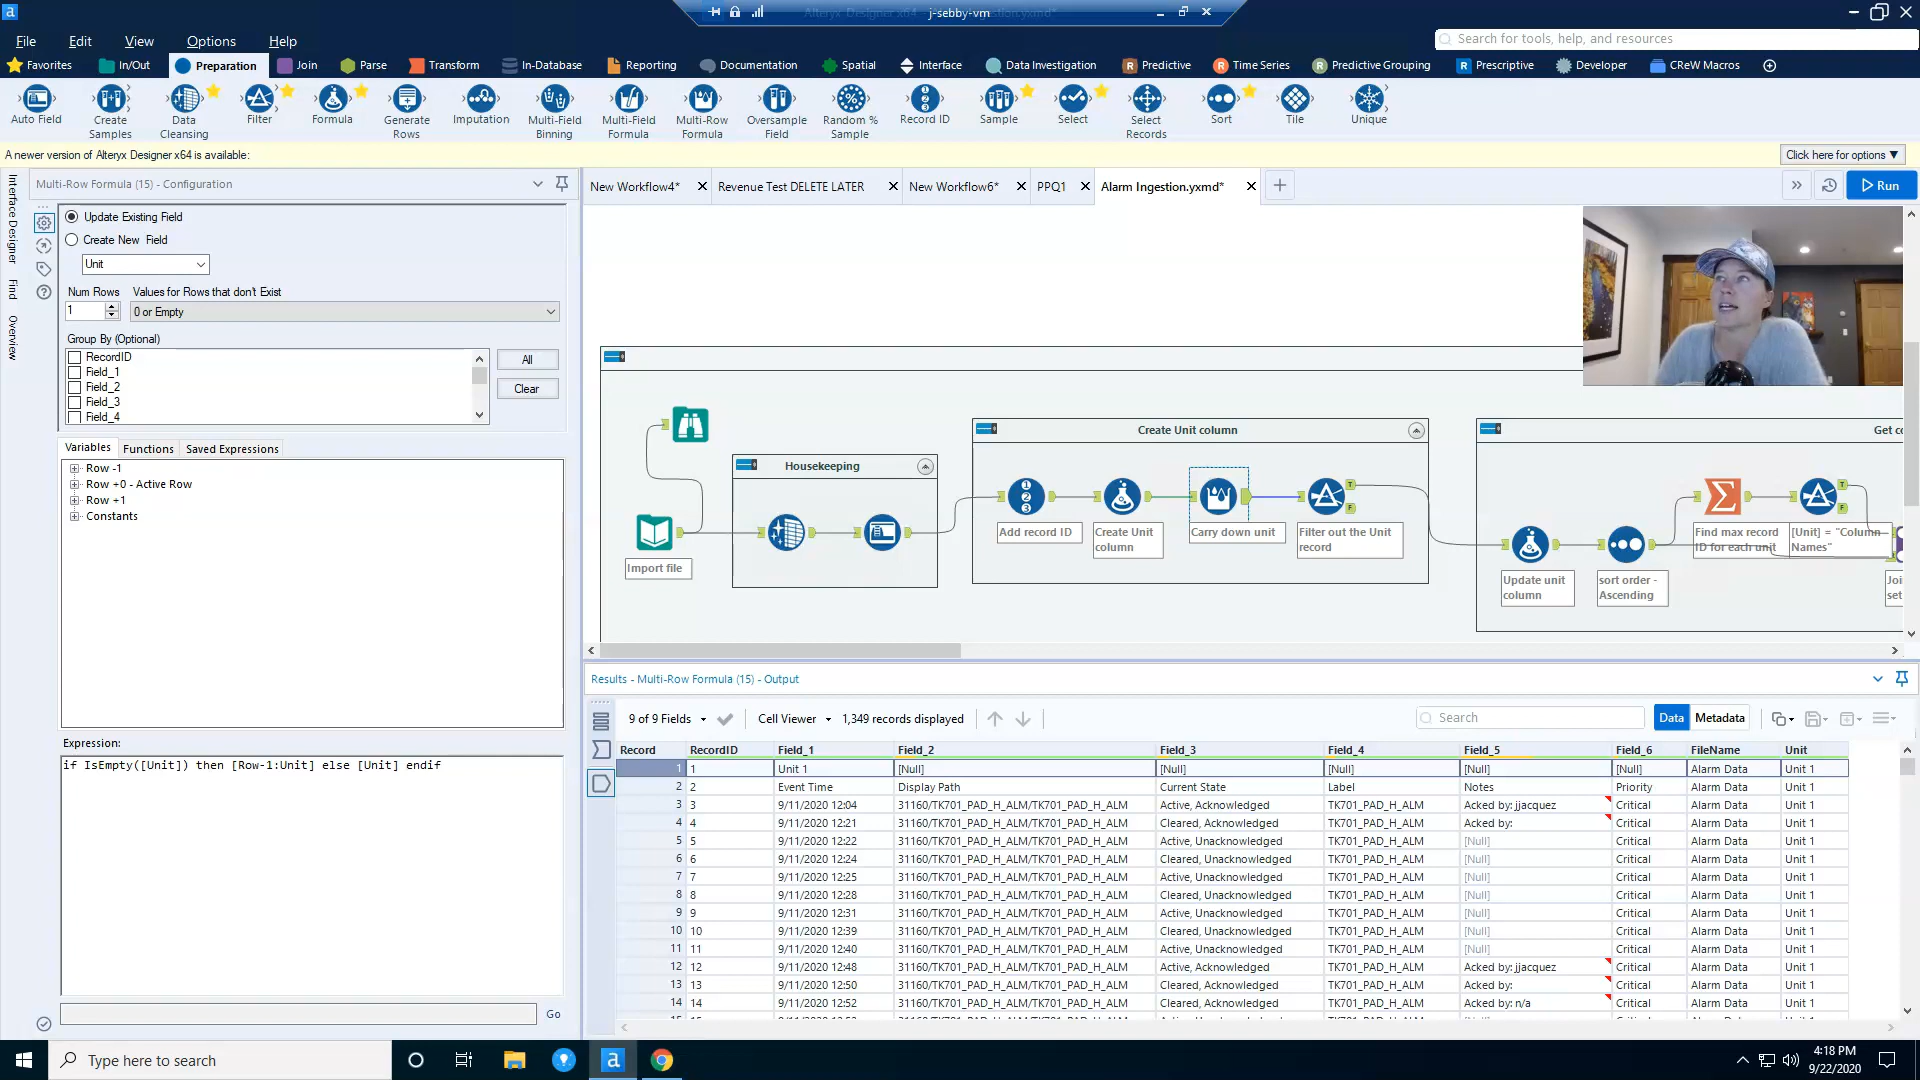 j-sebby-vm
File Edit View Options Help
Search for tools, help, and resources
Favorites In/Out Preparation Join Parse Transform In-Database Reporting Documentation Spatial Interface Data Investigation Predictive Time Series Predictive Grouping Prescriptive Developer CReW Macros
Auto Field
Create Samples
Data Cleansing
Filter
Formula
Generate Rows
Imputation
Multi-Field Binning
Multi-Field Formula
Multi-Row Formula
Oversample Field
Random % Sample
Record ID
Sample
Select
Select Records
Sort
Tile
Unique
A newer version of Alteryx Designer x64 is available:
Click here for options ▼
Interface Designer
Find
Overview
Multi-Row Formula (15) - Configuration
Update Existing Field
Create New Field
Unit
Num Rows Values for Rows that don't Exist
1 0 or Empty
Group By (Optional)
RecordID
Field_1
Field_2
Field_3
Field_4
All
Clear
Variables Functions Saved Expressions
Row -1
Row +0 - Active Row
Row +1
Constants
Expression:
if IsEmpty([Unit]) then [Row-1:Unit] else [Unit] endif
Go
New Workflow4* Revenue Test DELETE LATER New Workflow6* PPQ1 Alarm Ingestion.yxmd*
Run
Import file
Housekeeping
Create Unit column
Add record ID
Create Unit
column
Carry down unit
Filter out the Unit
record
Update unit
column
sort order -
Ascending
Find max record
ID for each unit
[Unit] = "Column
Names"
Results - Multi-Row Formula (15) - Output
9 of 9 Fields Cell Viewer 1,349 records displayed Search Data Metadata
Record RecordID Field_1 Field_2 Field_3 Field_4 Field_5 Field_6 FileName Unit
1 1 Unit 1 [Null] [Null] [Null] [Null] [Null] Alarm Data Unit 1
2 2 Event Time Display Path Current State Label Notes Priority Alarm Data Unit 1
3 3 9/11/2020 12:04 31160/TK701_PAD_H_ALM/TK701_PAD_H_ALM Active, Acknowledged TK701_PAD_H_ALM Acked by: jjacquez Critical Alarm Data Unit 1
4 4 9/11/2020 12:21 31160/TK701_PAD_H_ALM/TK701_PAD_H_ALM Cleared, Acknowledged TK701_PAD_H_ALM Acked by: Critical Alarm Data Unit 1
5 5 9/11/2020 12:22 31160/TK701_PAD_H_ALM/TK701_PAD_H_ALM Active, Unacknowledged TK701_PAD_H_ALM [Null] Critical Alarm Data Unit 1
6 6 9/11/2020 12:24 31160/TK701_PAD_H_ALM/TK701_PAD_H_ALM Cleared, Unacknowledged TK701_PAD_H_ALM [Null] Critical Alarm Data Unit 1
7 7 9/11/2020 12:25 31160/TK701_PAD_H_ALM/TK701_PAD_H_ALM Active, Unacknowledged TK701_PAD_H_ALM [Null] Critical Alarm Data Unit 1
8 8 9/11/2020 12:28 31160/TK701_PAD_H_ALM/TK701_PAD_H_ALM Cleared, Unacknowledged TK701_PAD_H_ALM [Null] Critical Alarm Data Unit 1
9 9 9/11/2020 12:31 31160/TK701_PAD_H_ALM/TK701_PAD_H_ALM Active, Unacknowledged TK701_PAD_H_ALM [Null] Critical Alarm Data Unit 1
10 10 9/11/2020 12:39 31160/TK701_PAD_H_ALM/TK701_PAD_H_ALM Cleared, Unacknowledged TK701_PAD_H_ALM [Null] Critical Alarm Data Unit 1
11 11 9/11/2020 12:40 31160/TK701_PAD_H_ALM/TK701_PAD_H_ALM Active, Unacknowledged TK701_PAD_H_ALM [Null] Critical Alarm Data Unit 1
12 12 9/11/2020 12:48 31160/TK701_PAD_H_ALM/TK701_PAD_H_ALM Active, Acknowledged TK701_PAD_H_ALM Acked by: jjacquez Critical Alarm Data Unit 1
13 13 9/11/2020 12:50 31160/TK701_PAD_H_ALM/TK701_PAD_H_ALM Cleared, Acknowledged TK701_PAD_H_ALM Acked by: Critical Alarm Data Unit 1
14 14 9/11/2020 12:52 31160/TK701_PAD_H_ALM/TK701_PAD_H_ALM Cleared, Acknowledged TK701_PAD_H_ALM Acked by: n/a Critical Alarm Data Unit 1
Type here to search
4:18 PM
9/22/2020